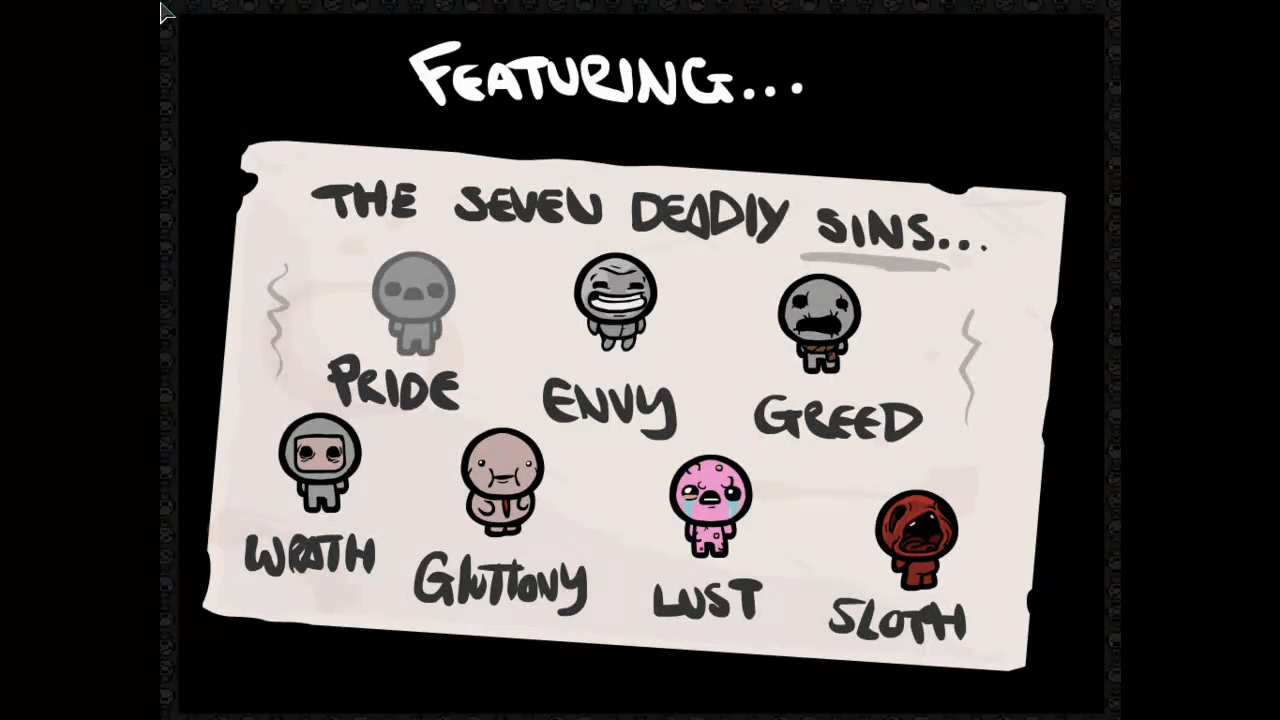 FEATURING...
THE SEVEN DEADLY SINS...
PRIDE ENVY GREED
WRATH GLUTTONY LUST SLOTH